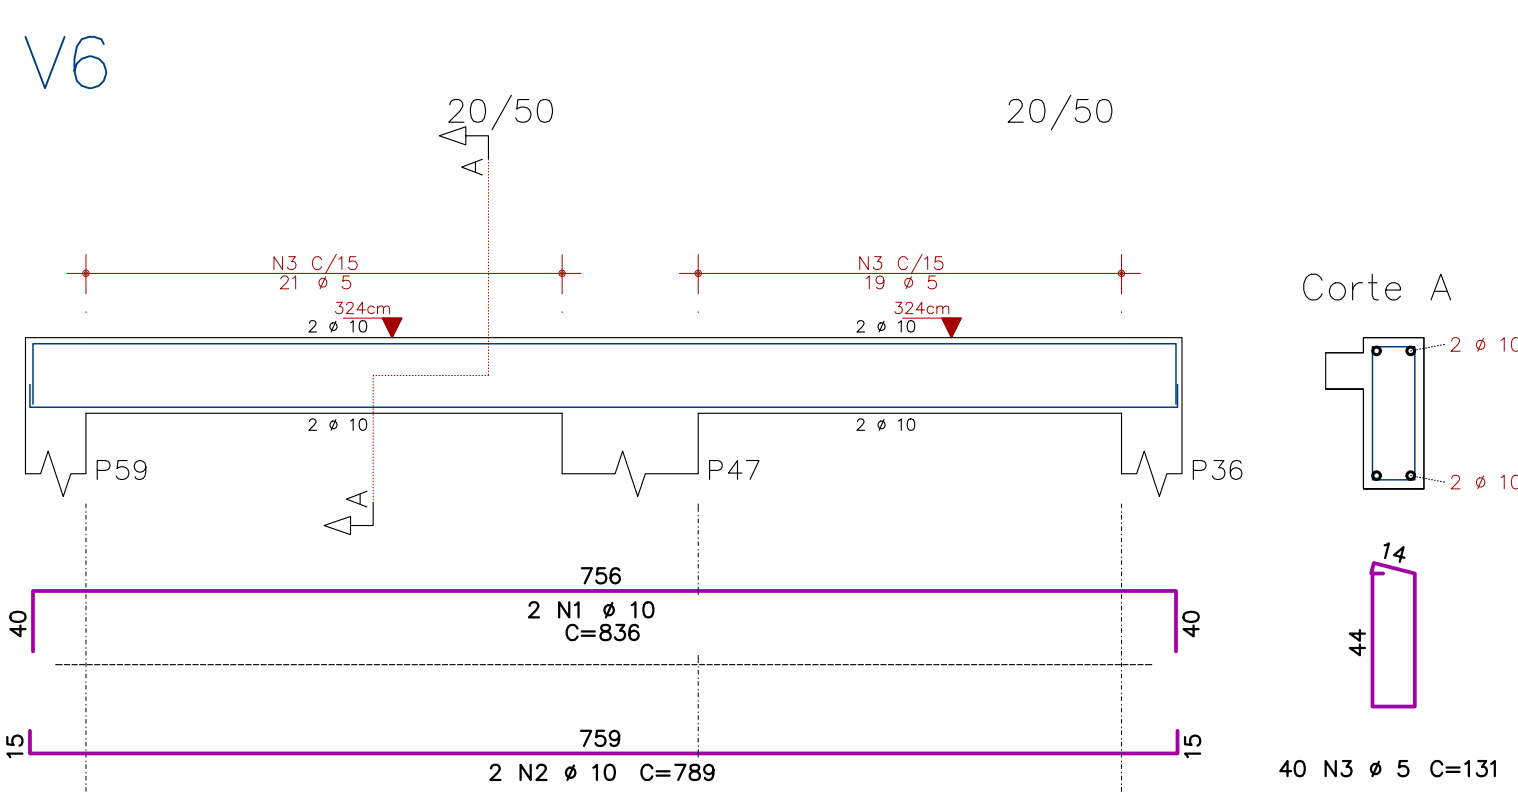 V6
20/50
20/50
A
N3 C/15
21 ø 5
N3 C/15
19 ø 5
324cm
324cm
2 ø 10
2 ø 10
Corte A
2 ø 10
2 ø 10
2 ø 10
2 ø 10
P59
P47
P36
A
756
40
2 N1 ø 10
C=836
40
14
44
759
15
15
2 N2 ø 10 C=789
40 N3 ø 5 C=131